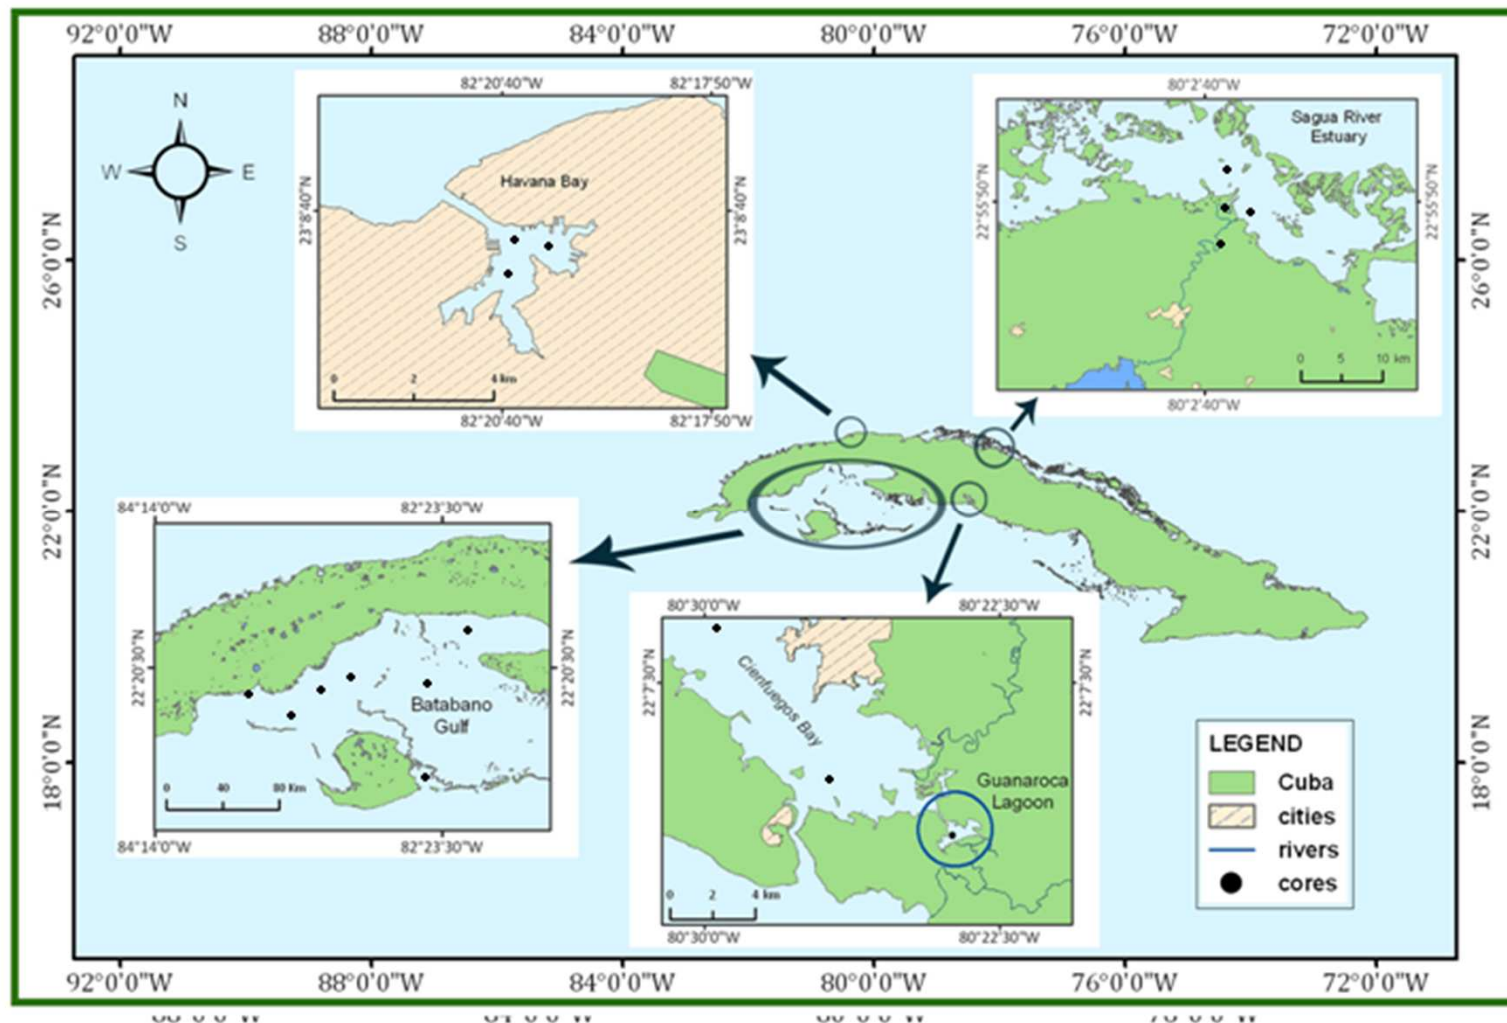 92°0'0"W 88°0'0"W 84°0'0"W 80°0'0"W 76°0'0"W 72°0'0"W
N
W E
S
82°20'40"W 82°17'50"W
23°8'40"N
Havana Bay
23°8'40"N
0 2 4 km
82°20'40"W 82°17'50"W
80°2'40"W
Sagua River
Estuary
22°55'50"N
22°55'50"N
0 5 10 km
80°2'40"W
26°0'0"N
26°0'0"N
22°0'0"N
22°0'0"N
18°0'0"N
18°0'0"N
84°14'0"W 82°23'30"W
22°20'30"N
22°20'30"N
Batabano
Gulf
0 40 80 Km
84°14'0"W 82°23'30"W
80°30'0"W 80°22'30"W
22°7'30"N
22°7'30"N
Cienfuegos Bay
Guanaroca
Lagoon
0 2 4 km
80°30'0"W 80°22'30"W
LEGEND
Cuba
cities
rivers
cores
92°0'0"W 88°0'0"W 84°0'0"W 80°0'0"W 76°0'0"W 72°0'0"W